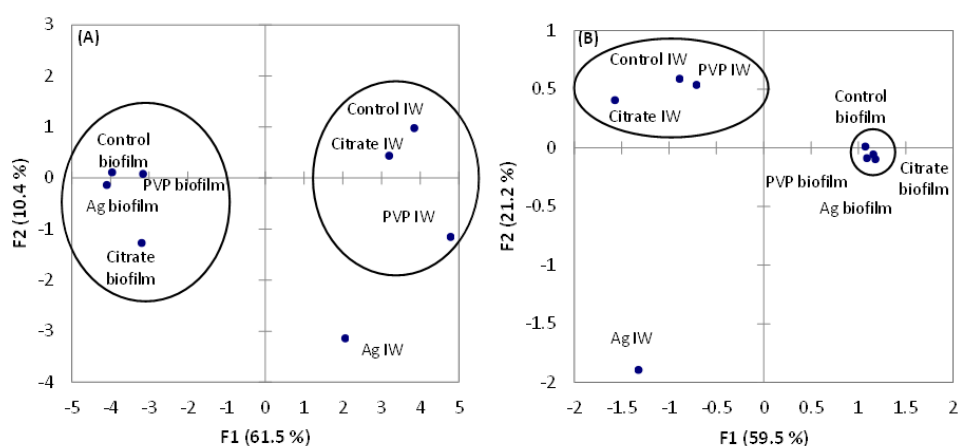 (A)
3
2
1
0
-1
-2
-3
-4
F2 (10.4 %)
Control
biofilm
PVP biofilm
Ag biofilm
Citrate
biofilm
Control IW
Citrate IW
PVP IW
Ag IW
-5 -4 -3 -2 -1 0 1 2 3 4 5
F1 (61.5 %)
(B)
1
0.5
0
-0.5
-1
-1.5
-2
F2 (21.2 %)
Control IW
PVP IW
Citrate IW
Control
biofilm
PVP biofilm
Citrate
biofilm
Ag biofilm
Ag IW
-2 -1.5 -1 -0.5 0 0.5 1 1.5 2
F1 (59.5 %)